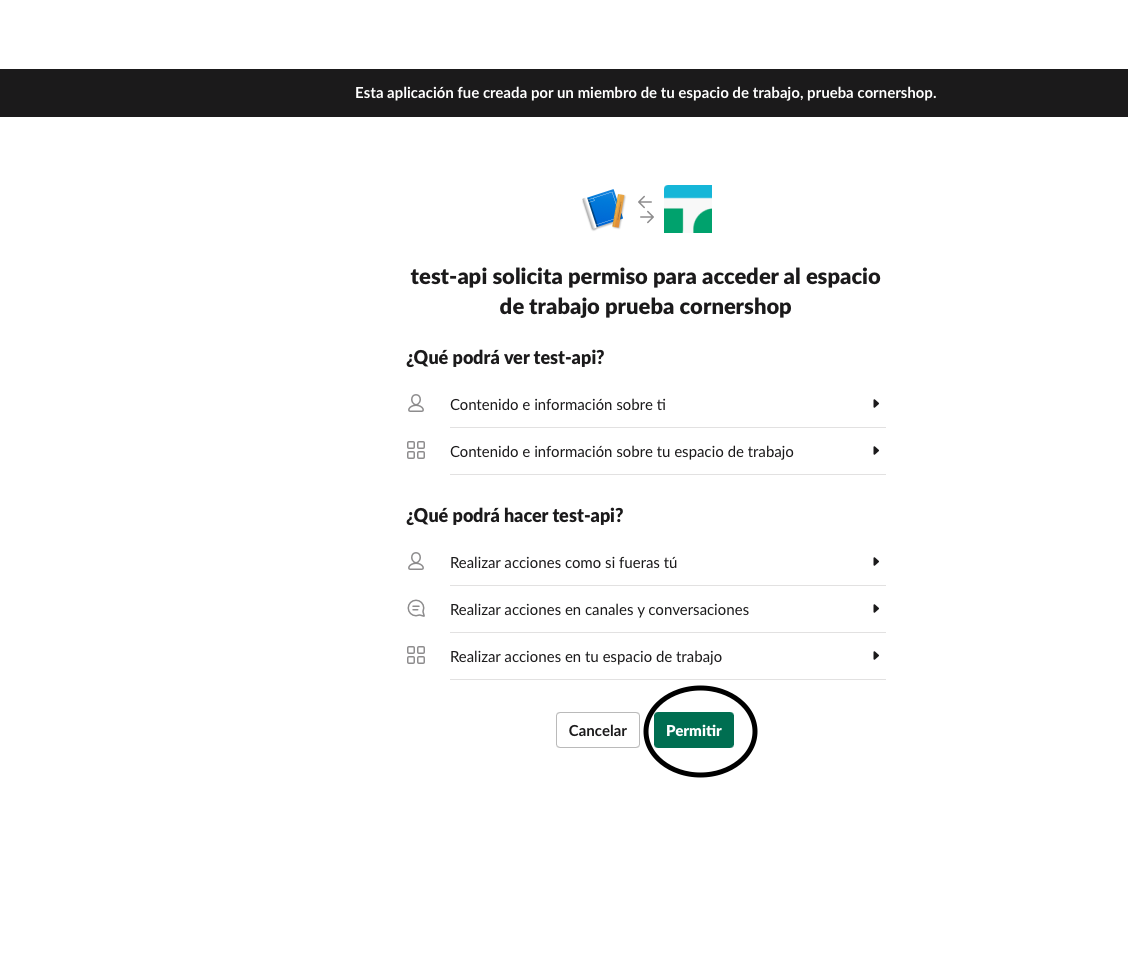 Esta aplicación fue creada por un miembro de tu espacio de trabajo, prueba cornershop.
test-api solicita permiso para acceder al espacio
de trabajo prueba cornershop
¿Qué podrá ver test-api?
Contenido e información sobre ti
Contenido e información sobre tu espacio de trabajo
¿Qué podrá hacer test-api?
Realizar acciones como si fueras tú
Realizar acciones en canales y conversaciones
Realizar acciones en tu espacio de trabajo
Cancelar
Permitir